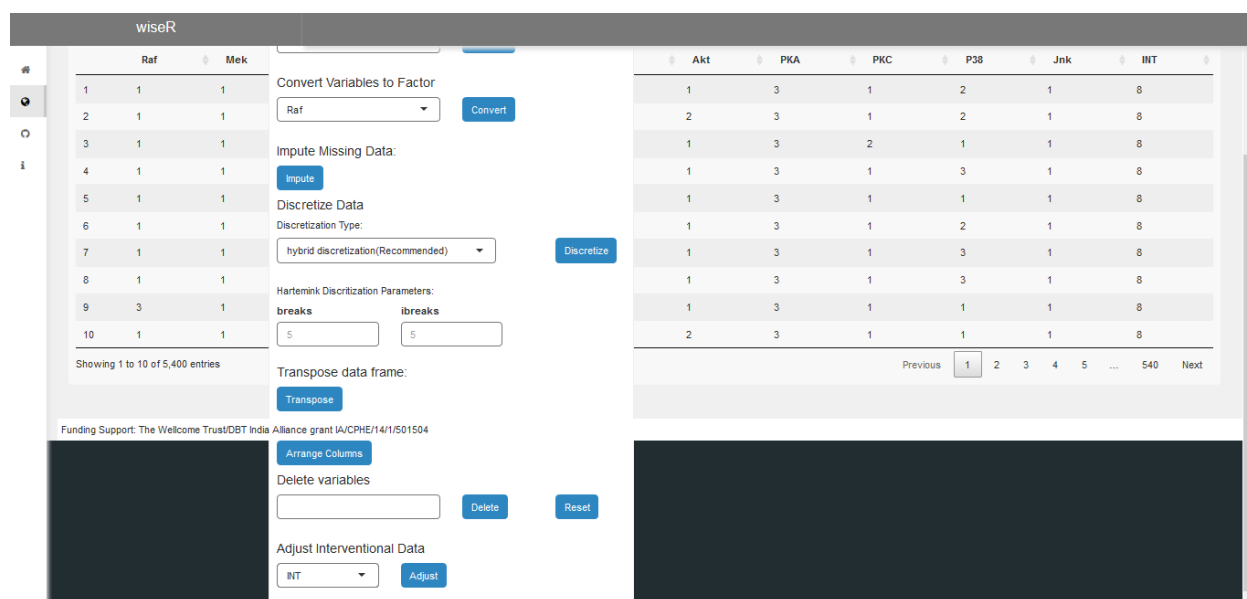 wiseR
Raf Mek Akt PKA PKC P38 Jnk INT
1 1 1 1 3 1 2 1 8
2 1 1 2 3 1 2 1 8
3 1 1 1 3 2 1 1 8
4 1 1 1 3 1 3 1 8
5 1 1 1 3 1 1 1 8
6 1 1 1 3 1 2 1 8
7 1 1 1 3 1 3 1 8
8 1 1 1 3 1 3 1 8
9 3 1 1 3 1 1 1 8
10 1 1 2 3 1 1 1 8
Showing 1 to 10 of 5,400 entries
Previous 1 2 3 4 5 ... 540 Next
Convert Variables to Factor
Raf Convert
Impute Missing Data:
Impute
Discretize Data
Discretization Type:
hybrid discretization(Recommended) Discretize
Hartemink Discritization Parameters:
breaks ibreaks
5 5
Transpose data frame:
Transpose
Funding Support: The Wellcome Trust/DBT India Alliance grant IA/CPHE/14/1/501504
Arrange Columns
Delete variables
Delete Reset
Adjust Interventional Data
INT Adjust